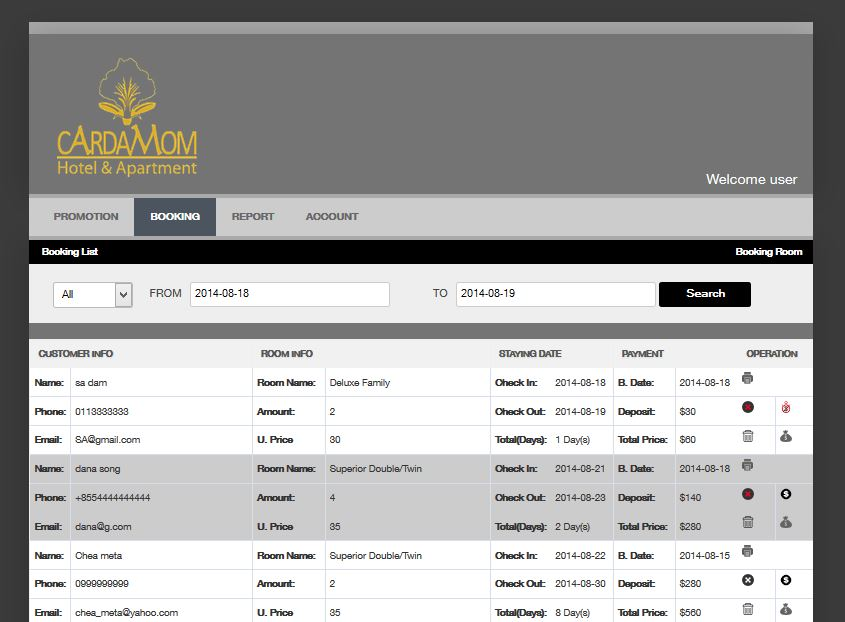 CARDAMOM
Hotel & Apartment
Welcome user
PROMOTION BOOKING REPORT ACOOUNT
Booking List Booking Room
All FROM 2014-08-18 TO 2014-08-19 Search
CUSTOMER INFO ROOM INFO STAYING DATE PAYMENT OPERATION
Name: sa dam Room Name: Deluxe Family Check In: 2014-08-18 B. Date: 2014-08-18
Phone: 0113333333 Amount: 2 Check Out: 2014-08-19 Deposit: $30
Email: SA@gmail.com U. Price 30 Total(Days): 1 Day(s) Total Price: $60
Name: dana song Room Name: Superior Double/Twin Check In: 2014-08-21 B. Date: 2014-08-18
Phone: +8554444444444 Amount: 4 Check Out: 2014-08-23 Deposit: $140
Email: dana@g.com U. Price 35 Total(Days): 2 Day(s) Total Price: $280
Name: Chea meta Room Name: Superior Double/Twin Check In: 2014-08-22 B. Date: 2014-08-15
Phone: 0999999999 Amount: 2 Check Out: 2014-08-30 Deposit: $280
Email: chea_meta@yahoo.com U. Price 35 Total(Days): 8 Day(s) Total Price: $560